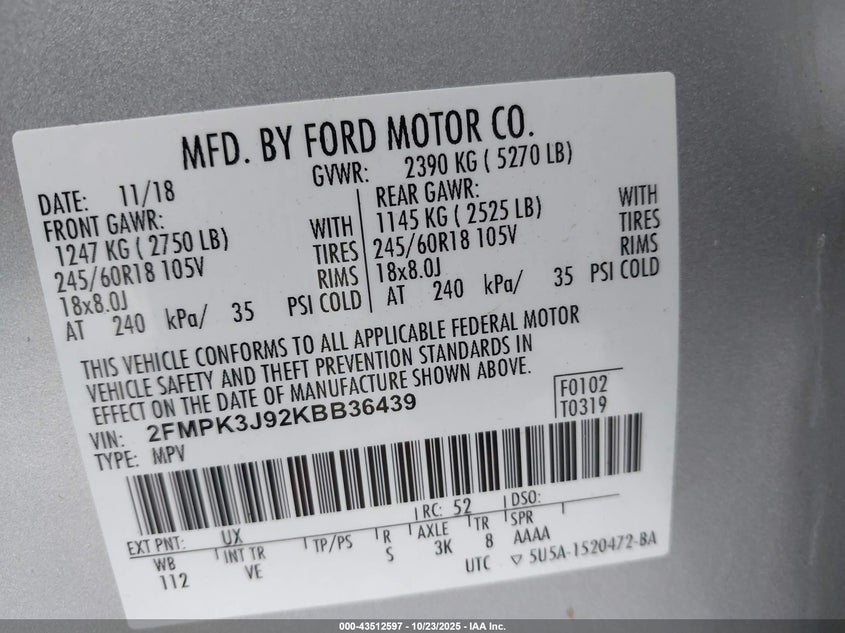 MFD. BY FORD MOTOR CO.
DATE: 11/18 GVWR: 2390 KG ( 5270 LB)
FRONT GAWR: REAR GAWR:
1247 KG ( 2750 LB) WITH 1145 KG ( 2525 LB) WITH
245/60R18 105V TIRES 245/60R18 105V TIRES
18x8.0J RIMS 18x8.0J RIMS
AT 240 kPa/ 35 PSI COLD AT 240 kPa/ 35 PSI COLD
THIS VEHICLE CONFORMS TO ALL APPLICABLE FEDERAL MOTOR
VEHICLE SAFETY AND THEFT PREVENTION STANDARDS IN
EFFECT ON THE DATE OF MANUFACTURE SHOWN ABOVE.
VIN: 2FMPK3J92KBB36439 F0102
TYPE: MPV T0319
EXT PNT: UX RC: 52 DSO:
WB INT TR TP/PS R AXLE TR SPR
112 VE S 3K 8 AAAA
UTC ▽ 5U5A-1520472-BA
000-43512597 - 10/23/2025 - IAA Inc.